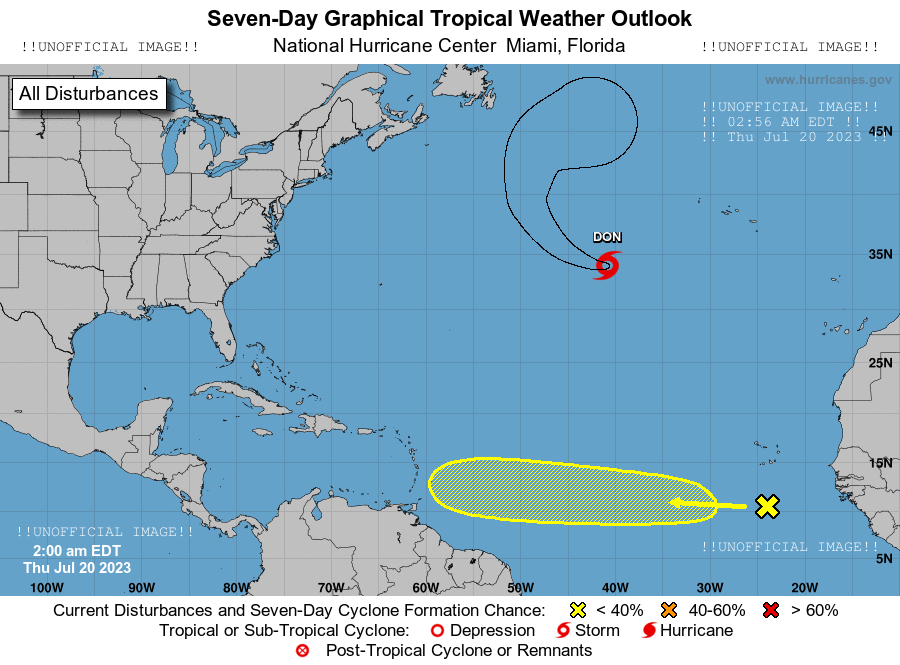 Seven-Day Graphical Tropical Weather Outlook
!!UNOFFICIAL IMAGE!! National Hurricane Center  Miami, Florida !!UNOFFICIAL IMAGE!!
www.hurricanes.gov
All Disturbances
!!UNOFFICIAL IMAGE!!
!! 02:56 AM EDT !!
!! Thu Jul 20 2023 !!
45N
DON
35N
25N
15N
!!UNOFFICIAL IMAGE!!
2:00 am EDT
Thu Jul 20 2023
!!UNOFFICIAL IMAGE!!
5N
100W 90W 80W 70W 60W 50W 40W 30W 20W
Current Disturbances and Seven-Day Cyclone Formation Chance: < 40% 40-60% > 60%
Tropical or Sub-Tropical Cyclone: Depression Storm Hurricane
Post-Tropical Cyclone or Remnants